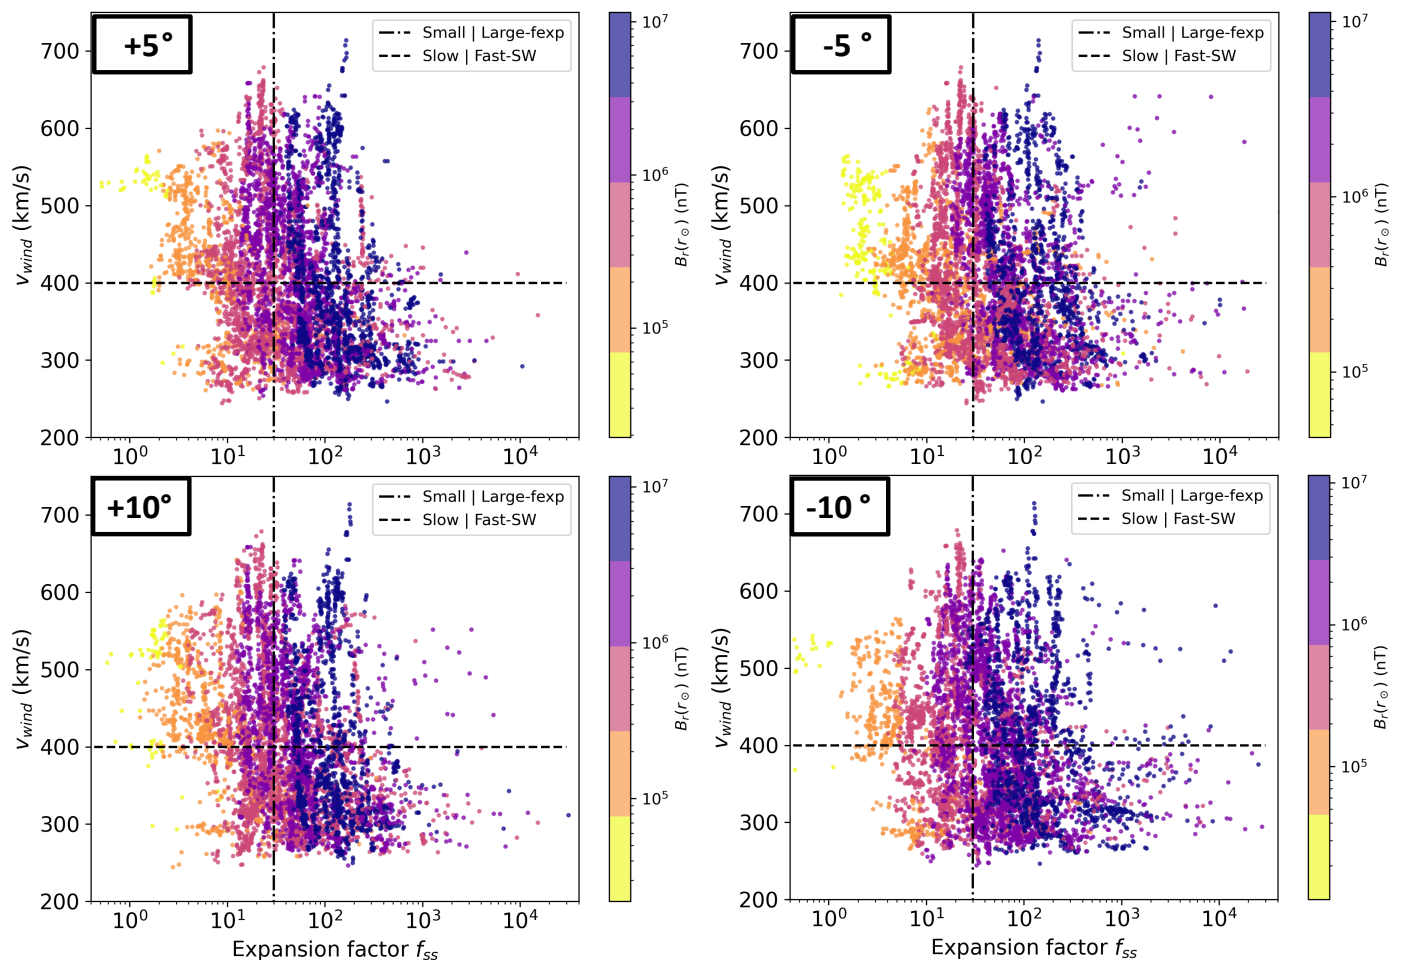 +5°
Small | Large-fexp
Slow | Fast-SW
v_wind (km/s)
700
600
500
400
300
200
10^0 10^1 10^2 10^3 10^4
10^7
10^6
10^5
B_r(r_⊙) (nT)
-5 °
Small | Large-fexp
Slow | Fast-SW
v_wind (km/s)
700
600
500
400
300
200
10^0 10^1 10^2 10^3 10^4
10^7
10^6
10^5
B_r(r_⊙) (nT)
+10°
Small | Large-fexp
Slow | Fast-SW
v_wind (km/s)
700
600
500
400
300
200
10^0 10^1 10^2 10^3 10^4
Expansion factor f_ss
10^7
10^6
10^5
B_r(r_⊙) (nT)
-10 °
Small | Large-fexp
Slow | Fast-SW
v_wind (km/s)
700
600
500
400
300
200
10^0 10^1 10^2 10^3 10^4
Expansion factor f_ss
10^7
10^6
10^5
B_r(r_⊙) (nT)